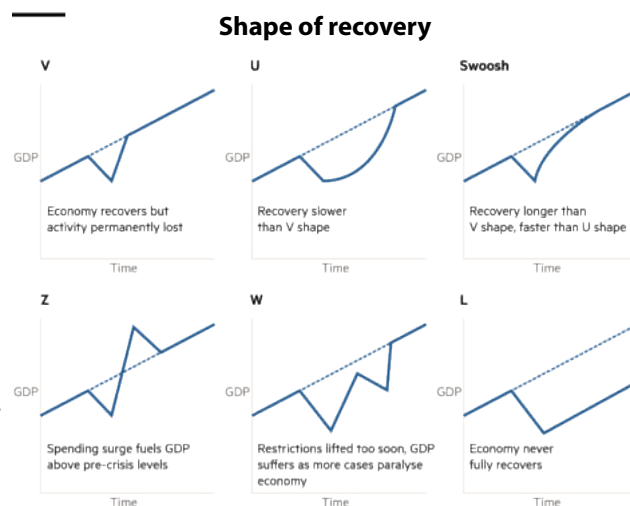 Shape of recovery
V
GDP
Economy recovers but
activity permanently lost
Time
U
GDP
Recovery slower
than V shape
Time
Swoosh
GDP
Recovery longer than
V shape, faster than U shape
Time
Z
GDP
Spending surge fuels GDP
above pre-crisis levels
Time
W
GDP
Restrictions lifted too soon, GDP
suffers as more cases paralyse
economy
Time
L
GDP
Economy never
fully recovers
Time